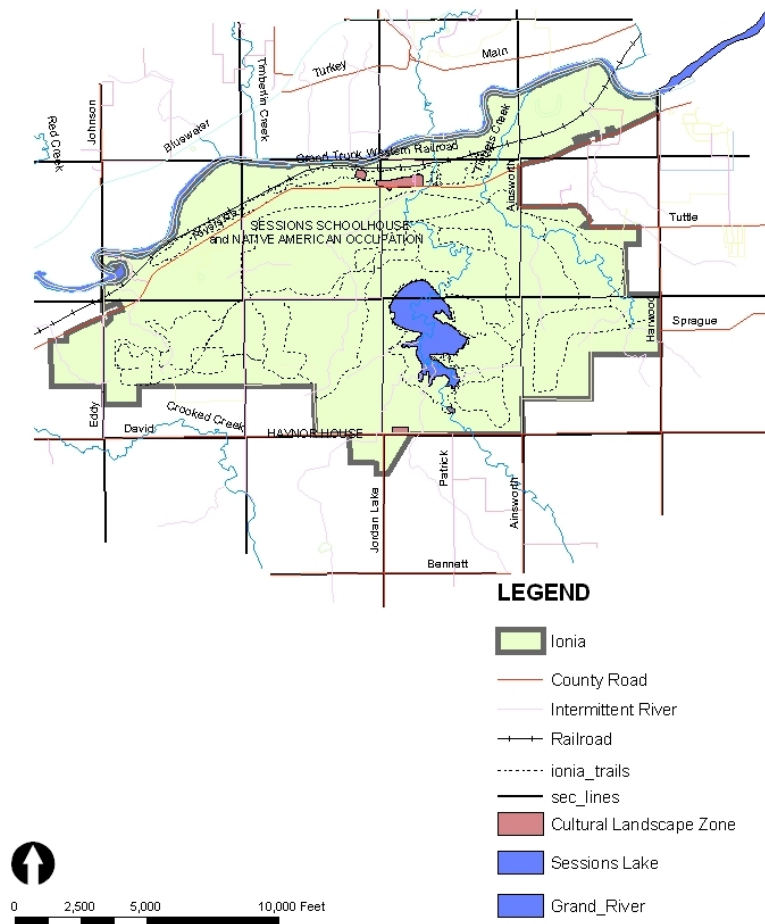 Main
Turkey
Timberlin Creek
Johnson
Red Creek
Bluewater
Tibbets Creek
Grand Trunk Western Railroad
Ainsworth
Riverside
Tuttle
SESSIONS SCHOOLHOUSE
and NATIVE AMERICAN OCCUPATION
Harwood
Sprague
Eddy
Crooked Creek
David
HAYNOR HOUSE
Patrick
Jordan Lake
Ainsworth
Bennett
LEGEND
Ionia
County Road
Intermittent River
Railroad
ionia_trails
sec_lines
Cultural Landscape Zone
Sessions Lake
Grand_River
0 2,500 5,000 10,000 Feet